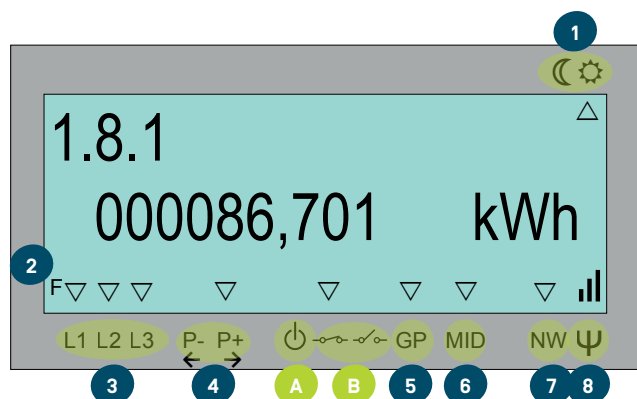 1
1.8.1
000086,701 kWh
2
F
L1 L2 L3 P- P+ GP MID NW
3 4 A B 5 6 7 8